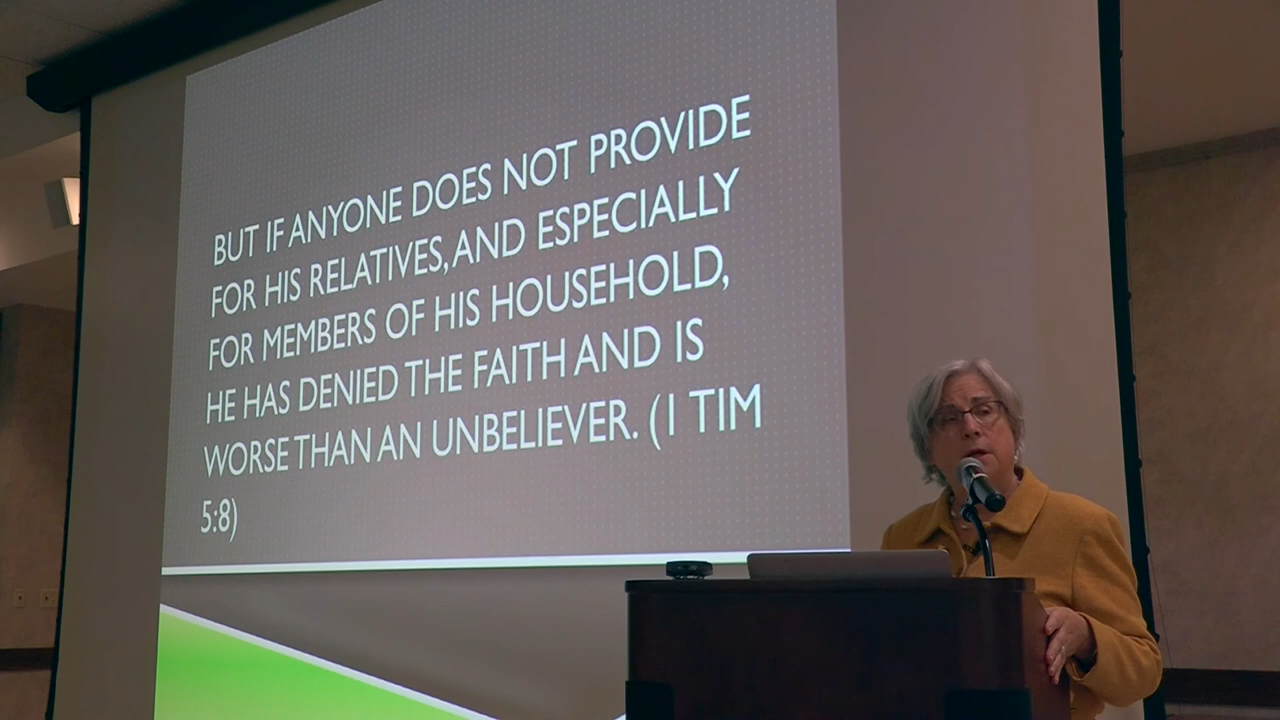 BUT IF ANYONE DOES NOT PROVIDE
FOR HIS RELATIVES, AND ESPECIALLY
FOR MEMBERS OF HIS HOUSEHOLD,
HE HAS DENIED THE FAITH AND IS
WORSE THAN AN UNBELIEVER. (1 TIM
5:8)